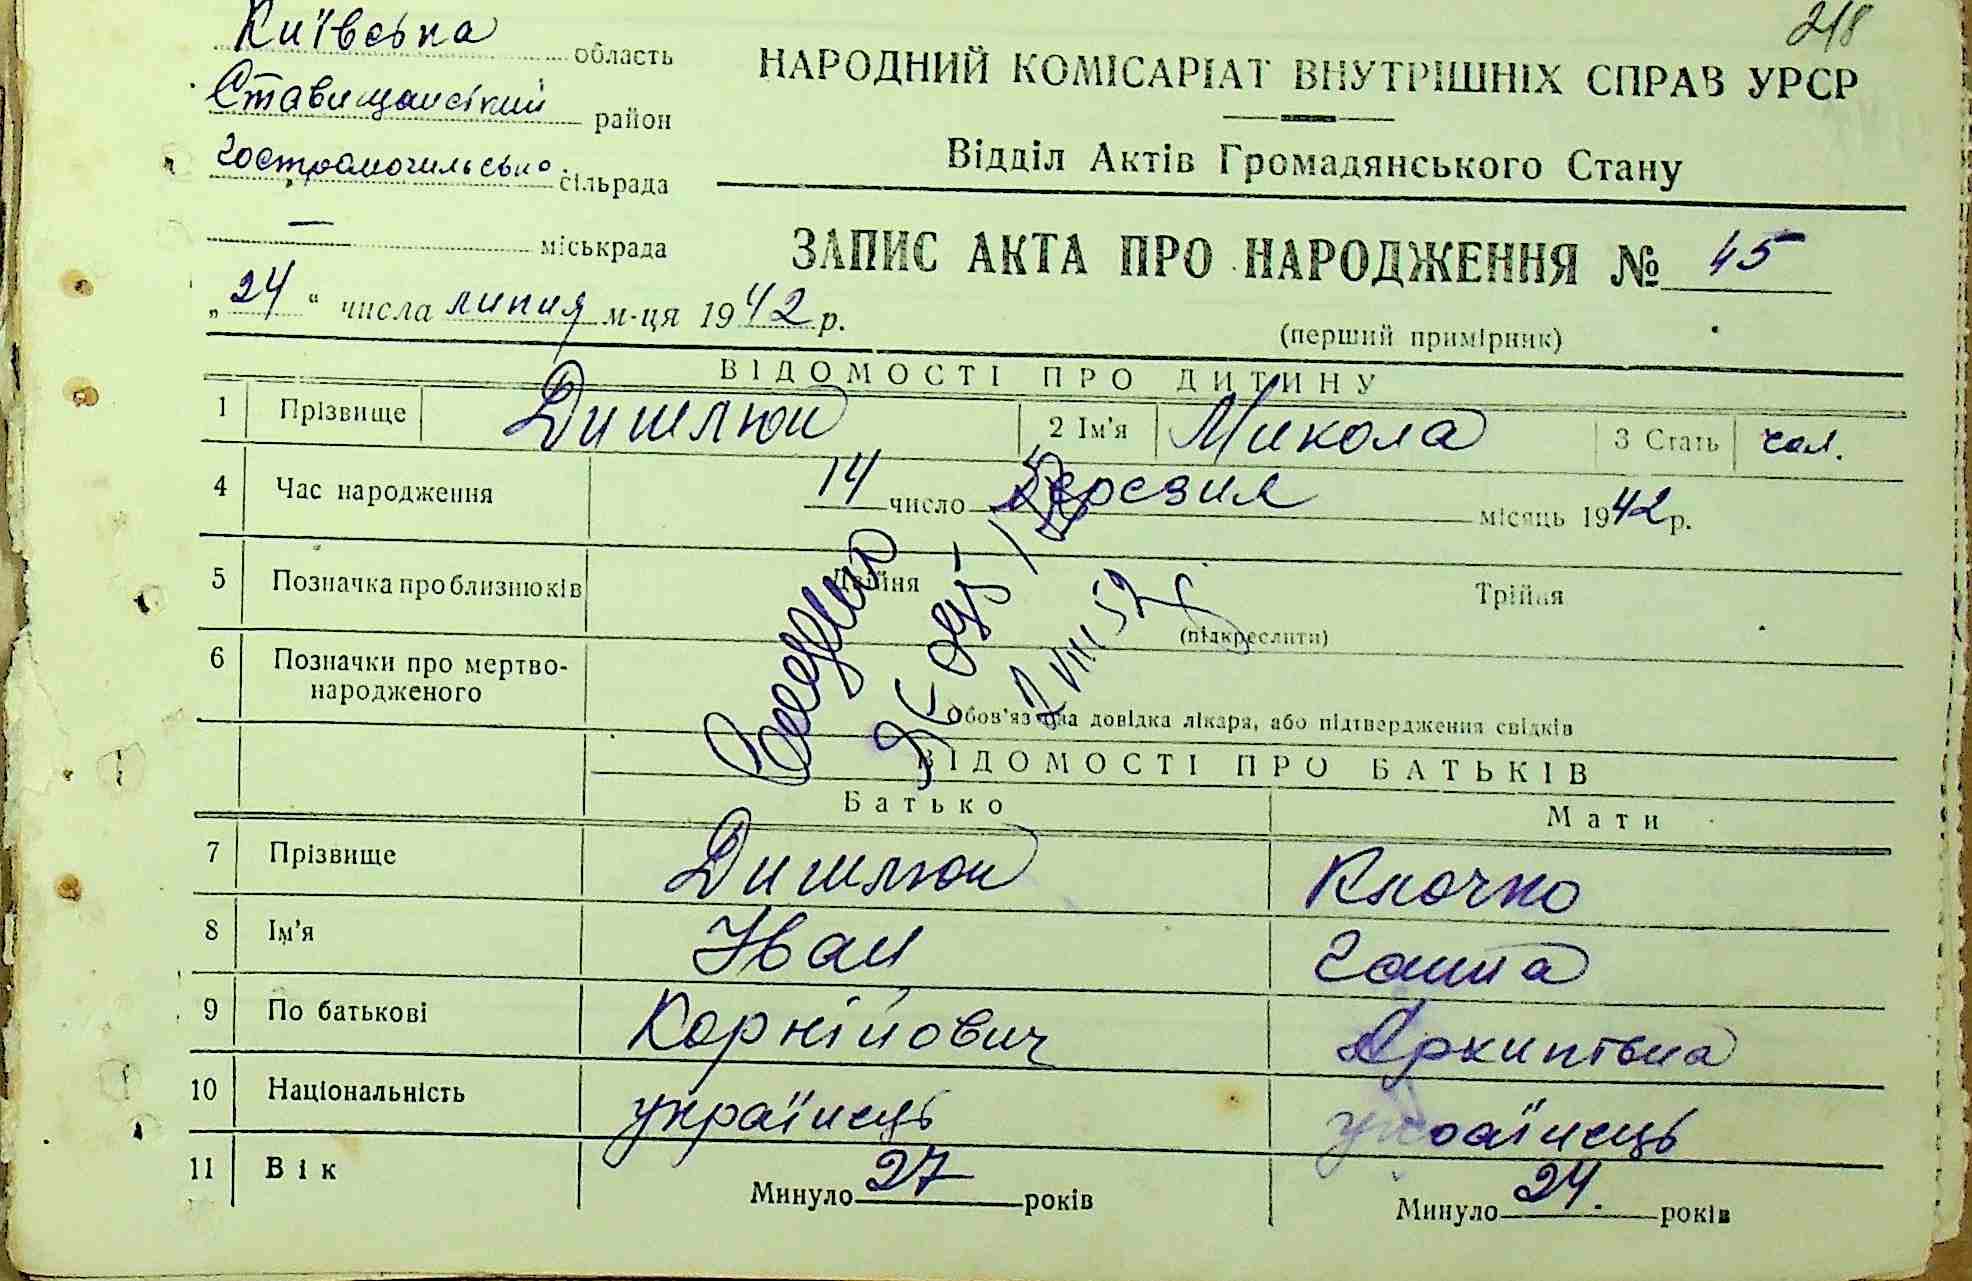 218
Київська область
Ставищанський район
Гостромогильська сільрада
— міськрада
НАРОДНИЙ КОМІСАРІАТ ВНУТРІШНІХ СПРАВ УРСР
Відділ Актів Громадянського Стану
ЗАПИС АКТА ПРО НАРОДЖЕННЯ № 45
„24“ числа липня м-ця 1942 р.
(перший примірник)
ВІДОМОСТІ ПРО ДИТИНУ
1 Прізвище Дишлюк 2 Ім'я Микола 3 Стать чол.
4 Час народження 14 число Березня місяць 1942 р.
5 Позначка про близнюків Двійня Трійня
(підкреслити)
6 Позначки про мертво-
народженого
Обов'язкова довідка лікаря, або підтвердження свідків
ВІДОМОСТІ ПРО БАТЬКІВ
Батько Мати
7 Прізвище Дишлюк Клочко
8 Ім'я Іван Ганна
9 По батькові Корнійович Архипівна
10 Національність українець українець
11 Вік Минуло 27 років Минуло 24. років